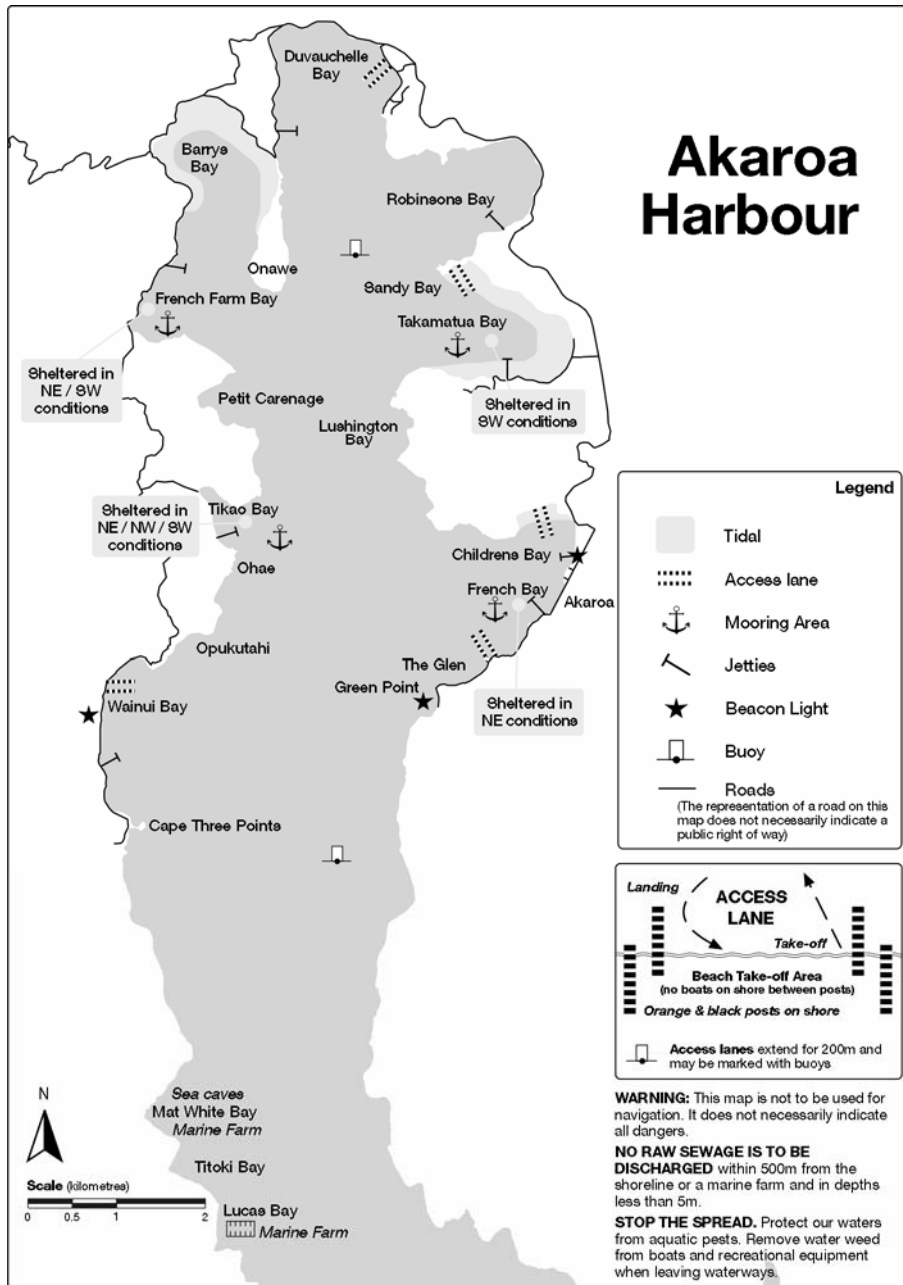 Akaroa
Harbour
Duvauchelle
Bay
Barrys
Bay
Robinsons Bay
Onawe
Sandy Bay
French Farm Bay
Takamatua Bay
Sheltered in
NE / SW
conditions
Petit Carenage
Sheltered in
SW conditions
Lushington
Bay
Sheltered in
NE / NW / SW
conditions
Tikao Bay
Ohae
Childrens Bay
French Bay
Akaroa
Opukutahi
The Glen
Green Point
Sheltered in
NE conditions
Wainui Bay
Cape Three Points
Sea caves
Mat White Bay
Marine Farm
Titoki Bay
Lucas Bay
Marine Farm
N
Scale (kilometres)
0 0.5 1 2
Legend
Tidal
Access lane
Mooring Area
Jetties
Beacon Light
Buoy
Roads
(The representation of a road on this
map does not necessarily indicate a
public right of way)
Landing
ACCESS
LANE
Take-off
Beach Take-off Area
(no boats on shore between posts)
Orange & black posts on shore
Access lanes extend for 200m and
may be marked with buoys
WARNING: This map is not to be used for
navigation. It does not necessarily indicate
all dangers.
NO RAW SEWAGE IS TO BE
DISCHARGED within 500m from the
shoreline or a marine farm and in depths
less than 5m.
STOP THE SPREAD. Protect our waters
from aquatic pests. Remove water weed
from boats and recreational equipment
when leaving waterways.